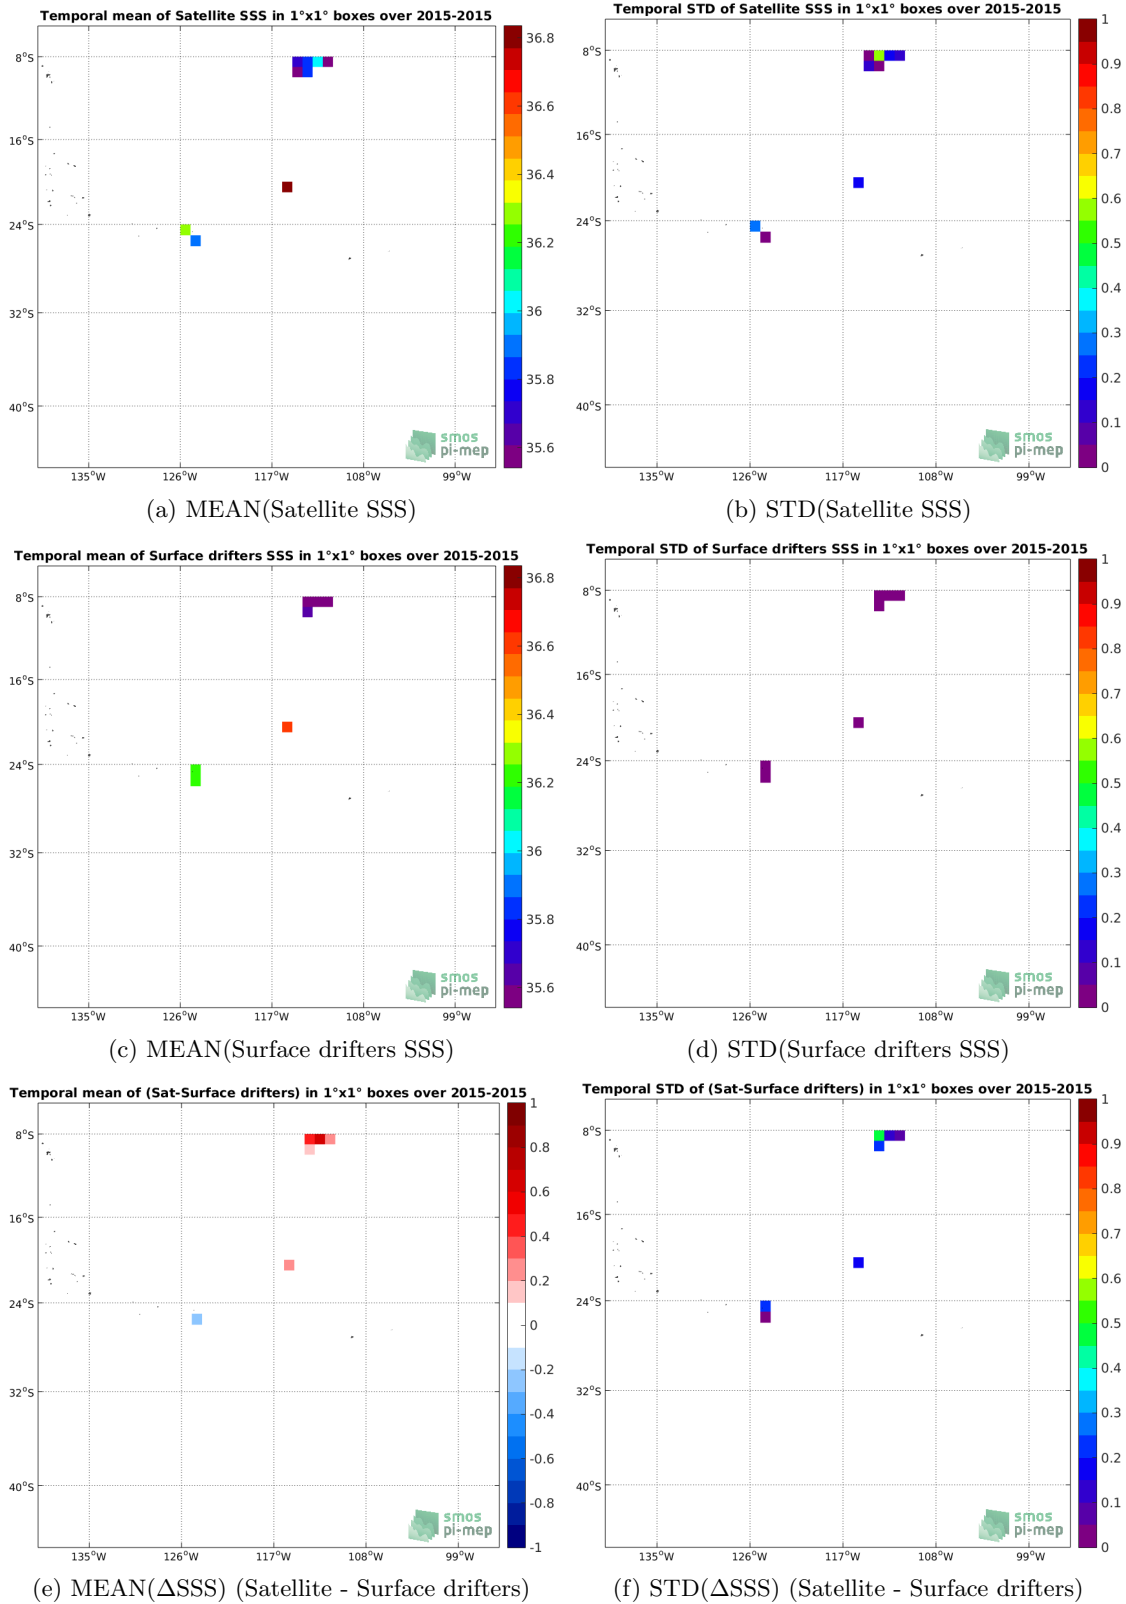 Temporal mean of Satellite SSS in 1°x1° boxes over 2015-2015
8°S
16°S
24°S
32°S
40°S
135°W 126°W 117°W 108°W 99°W
36.8
36.6
36.4
36.2
36
35.8
35.6
smos
pi-mep
(a) MEAN(Satellite SSS)
Temporal STD of Satellite SSS in 1°x1° boxes over 2015-2015
8°S
16°S
24°S
32°S
40°S
135°W 126°W 117°W 108°W 99°W
1
0.9
0.8
0.7
0.6
0.5
0.4
0.3
0.2
0.1
0
smos
pi-mep
(b) STD(Satellite SSS)
Temporal mean of Surface drifters SSS in 1°x1° boxes over 2015-2015
8°S
16°S
24°S
32°S
40°S
135°W 126°W 117°W 108°W 99°W
36.8
36.6
36.4
36.2
36
35.8
35.6
smos
pi-mep
(c) MEAN(Surface drifters SSS)
Temporal STD of Surface drifters SSS in 1°x1° boxes over 2015-2015
8°S
16°S
24°S
32°S
40°S
135°W 126°W 117°W 108°W 99°W
1
0.9
0.8
0.7
0.6
0.5
0.4
0.3
0.2
0.1
0
smos
pi-mep
(d) STD(Surface drifters SSS)
Temporal mean of (Sat-Surface drifters) in 1°x1° boxes over 2015-2015
8°S
16°S
24°S
32°S
40°S
135°W 126°W 117°W 108°W 99°W
1
0.8
0.6
0.4
0.2
0
-0.2
-0.4
-0.6
-0.8
-1
smos
pi-mep
(e) MEAN(ΔSSS) (Satellite - Surface drifters)
Temporal STD of (Sat-Surface drifters) in 1°x1° boxes over 2015-2015
8°S
16°S
24°S
32°S
40°S
135°W 126°W 117°W 108°W 99°W
1
0.9
0.8
0.7
0.6
0.5
0.4
0.3
0.2
0.1
0
smos
pi-mep
(f) STD(ΔSSS) (Satellite - Surface drifters)